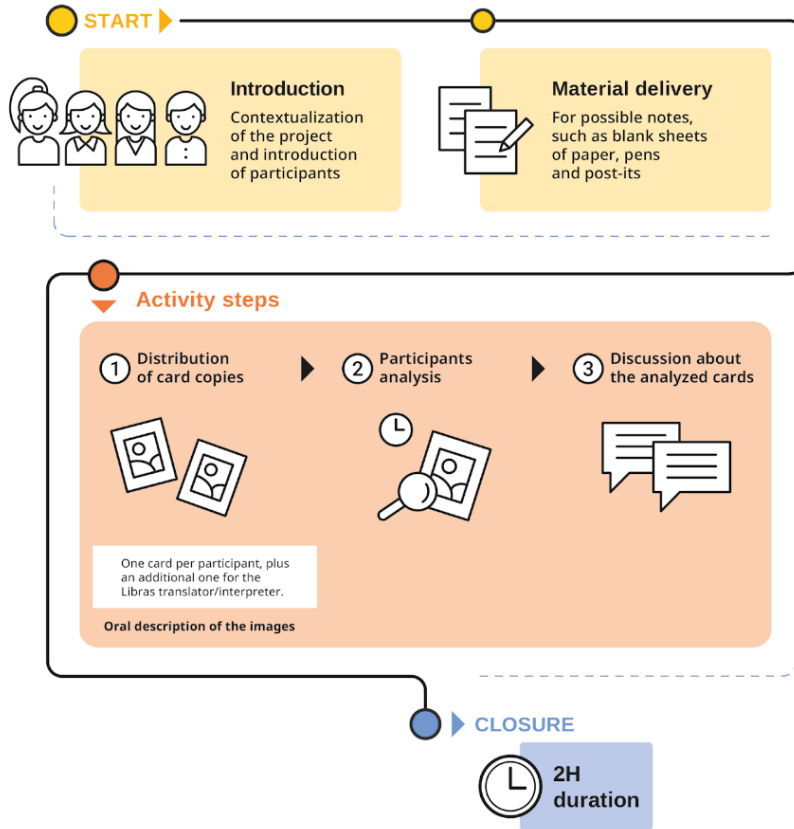 START
Introduction
Contextualization
of the project
and introduction
of participants
Material delivery
For possible notes,
such as blank sheets
of paper, pens
and post-its
Activity steps
1 Distribution
of card copies
2 Participants
analysis
3 Discussion about
the analyzed cards
One card per participant, plus
an additional one for the
Libras translator/interpreter.
Oral description of the images
CLOSURE
2H
duration